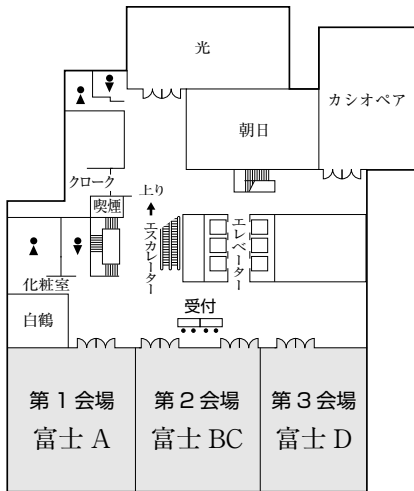 光
カシオペア
朝日
クローク
上り
喫煙
エスカレーター
エレベーター
化粧室
受付
白鶴
第1会場
富士 A
第2会場
富士 BC
第3会場
富士 D